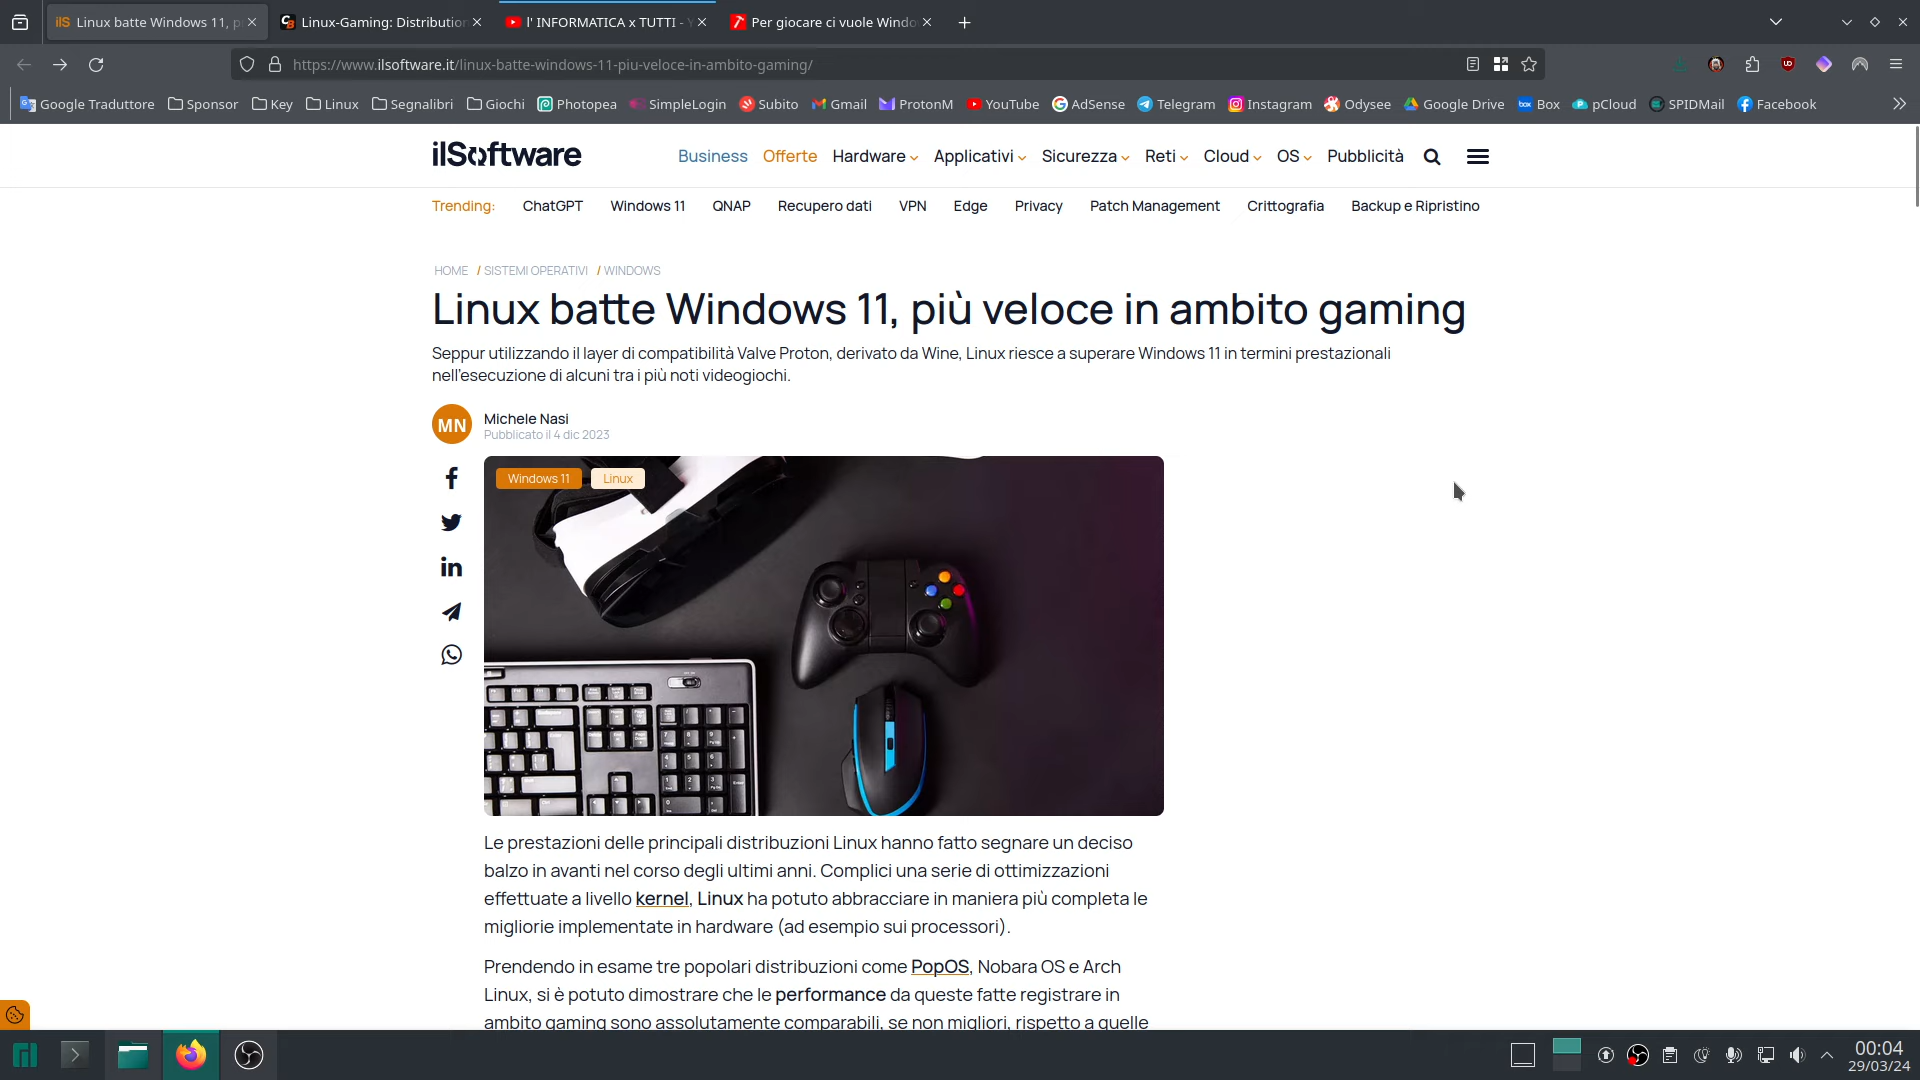 Linux batte Windows 11, p
Linux-Gaming: Distribution
l' INFORMATICA x TUTTI - Y
Per giocare ci vuole Windo
https://www.ilsoftware.it/linux-batte-windows-11-piu-veloce-in-ambito-gaming/
Google Traduttore Sponsor Key Linux Segnalibri Giochi Photopea SimpleLogin Subito Gmail ProtonM YouTube AdSense Telegram Instagram Odysee Google Drive Box pCloud SPIDMail Facebook
ilSoftware
Business Offerte Hardware Applicativi Sicurezza Reti Cloud OS Pubblicità
Trending: ChatGPT Windows 11 QNAP Recupero dati VPN Edge Privacy Patch Management Crittografia Backup e Ripristino
HOME / SISTEMI OPERATIVI / WINDOWS
Linux batte Windows 11, più veloce in ambito gaming
Seppur utilizzando il layer di compatibilità Valve Proton, derivato da Wine, Linux riesce a superare Windows 11 in termini prestazionali
nell'esecuzione di alcuni tra i più noti videogiochi.
MN
Michele Nasi
Pubblicato il 4 dic 2023
Windows 11 Linux
Le prestazioni delle principali distribuzioni Linux hanno fatto segnare un deciso
balzo in avanti nel corso degli ultimi anni. Complici una serie di ottimizzazioni
effettuate a livello kernel, Linux ha potuto abbracciare in maniera più completa le
migliorie implementate in hardware (ad esempio sui processori).
Prendendo in esame tre popolari distribuzioni come PopOS, Nobara OS e Arch
Linux, si è potuto dimostrare che le performance da queste fatte registrare in
ambito gaming sono assolutamente comparabili, se non migliori, rispetto a quelle
00:04
29/03/24